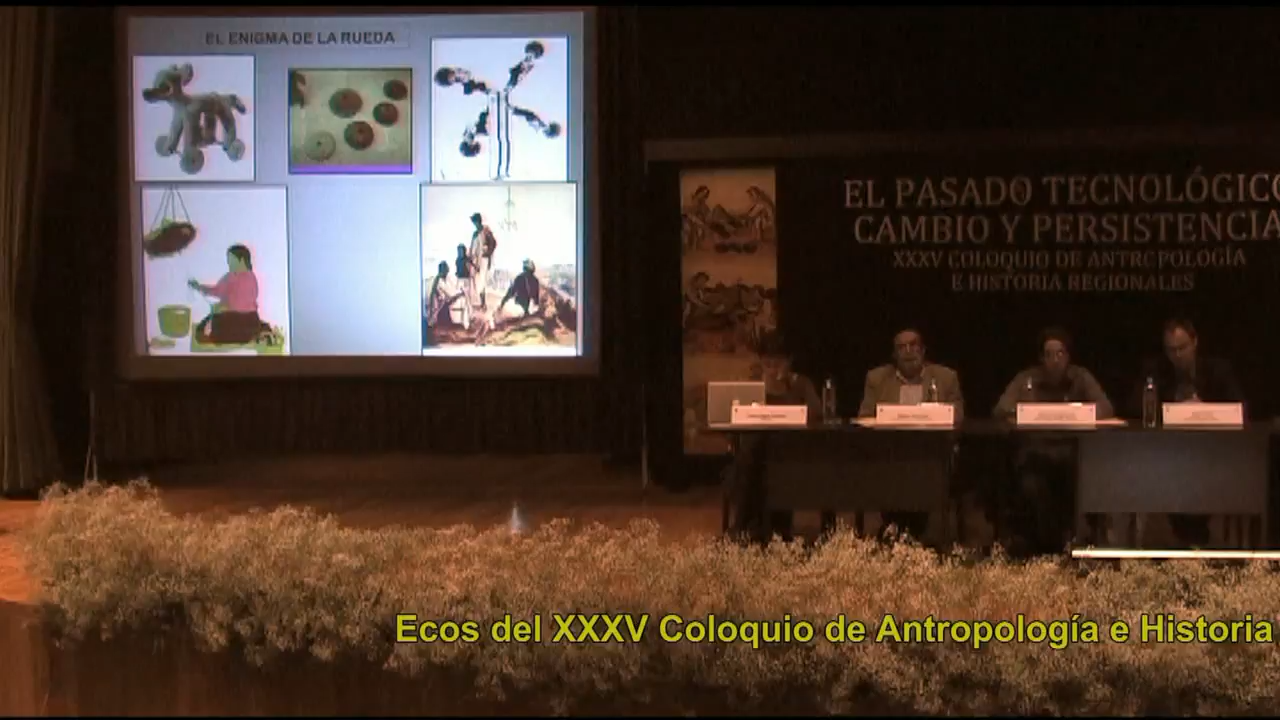 EL ENIGMA DE LA RUEDA
EL PASADO TECNOLÓGICO
CAMBIO Y PERSISTENCIA
XXXV COLOQUIO DE ANTROPOLOGÍA
E HISTORIA REGIONALES
Ecos del XXXV Coloquio de Antropología e Historia